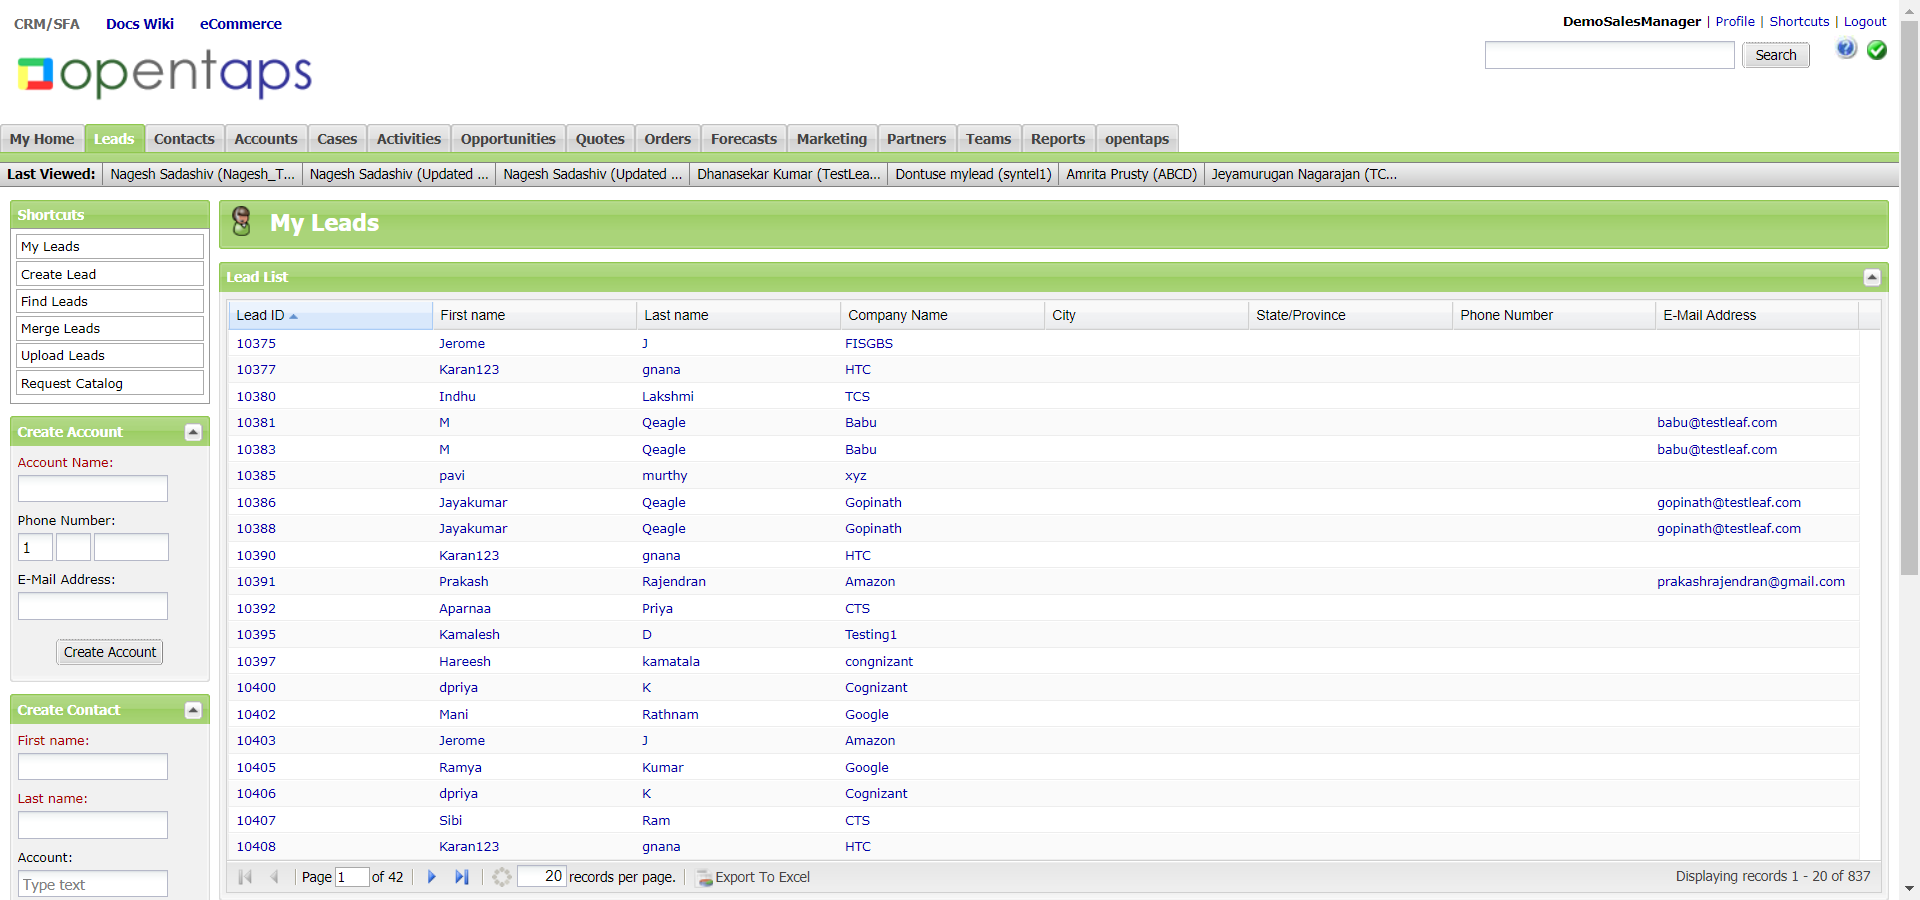 CRM/SFA Docs Wiki eCommerce
DemoSalesManager | Profile | Shortcuts | Logout
opentaps
Search
My Home Leads Contacts Accounts Cases Activities Opportunities Quotes Orders Forecasts Marketing Partners Teams Reports opentaps
Last Viewed: Nagesh Sadashiv (Nagesh_T... Nagesh Sadashiv (Updated ... Nagesh Sadashiv (Updated ... Dhanasekar Kumar (TestLea... Dontuse mylead (syntel1) Amrita Prusty (ABCD) Jeyamurugan Nagarajan (TC...
Shortcuts
My Leads
Create Lead
Find Leads
Merge Leads
Upload Leads
Request Catalog
Create Account
Account Name:
Phone Number:
1
E-Mail Address:
Create Account
Create Contact
First name:
Last name:
Account:
Type text
My Leads
Lead List
Lead ID First name Last name Company Name City State/Province Phone Number E-Mail Address
10375 Jerome J FISGBS
10377 Karan123 gnana HTC
10380 Indhu Lakshmi TCS
10381 M Qeagle Babu babu@testleaf.com
10383 M Qeagle Babu babu@testleaf.com
10385 pavi murthy xyz
10386 Jayakumar Qeagle Gopinath gopinath@testleaf.com
10388 Jayakumar Qeagle Gopinath gopinath@testleaf.com
10390 Karan123 gnana HTC
10391 Prakash Rajendran Amazon prakashrajendran@gmail.com
10392 Aparnaa Priya CTS
10395 Kamalesh D Testing1
10397 Hareesh kamatala congnizant
10400 dpriya K Cognizant
10402 Mani Rathnam Google
10403 Jerome J Amazon
10405 Ramya Kumar Google
10406 dpriya K Cognizant
10407 Sibi Ram CTS
10408 Karan123 gnana HTC
Page 1 of 42 20 records per page. Export To Excel Displaying records 1 - 20 of 837